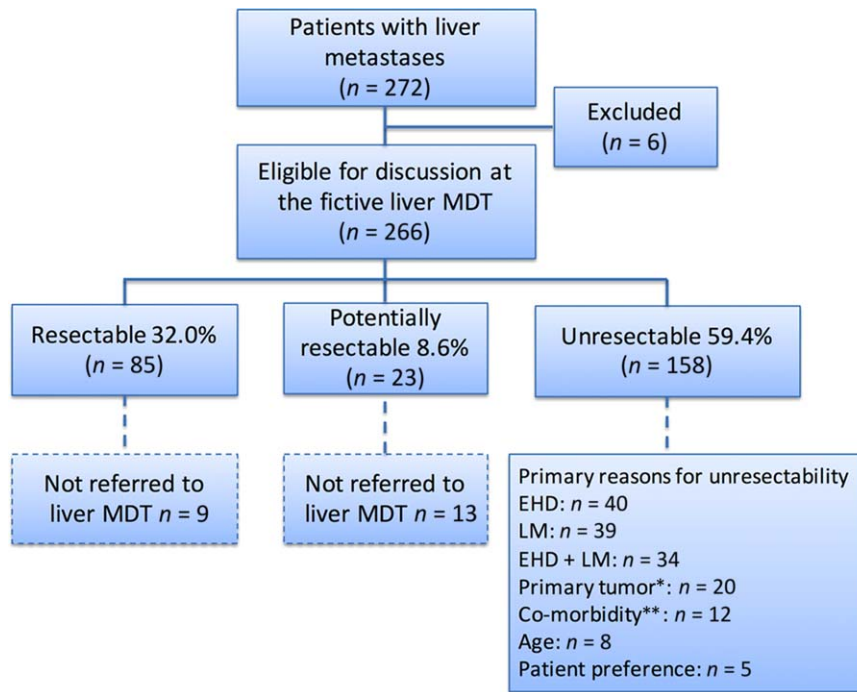 Patients with liver
metastases
(n = 272)
Excluded
(n = 6)
Eligible for discussion at
the fictive liver MDT
(n = 266)
Resectable 32.0%
(n = 85)
Potentially
resectable 8.6%
(n = 23)
Unresectable 59.4%
(n = 158)
Not referred to
liver MDT n = 9
Not referred to
liver MDT n = 13
Primary reasons for unresectability
EHD: n = 40
LM: n = 39
EHD + LM: n = 34
Primary tumor*: n = 20
Co-morbidity**: n = 12
Age: n = 8
Patient preference: n = 5